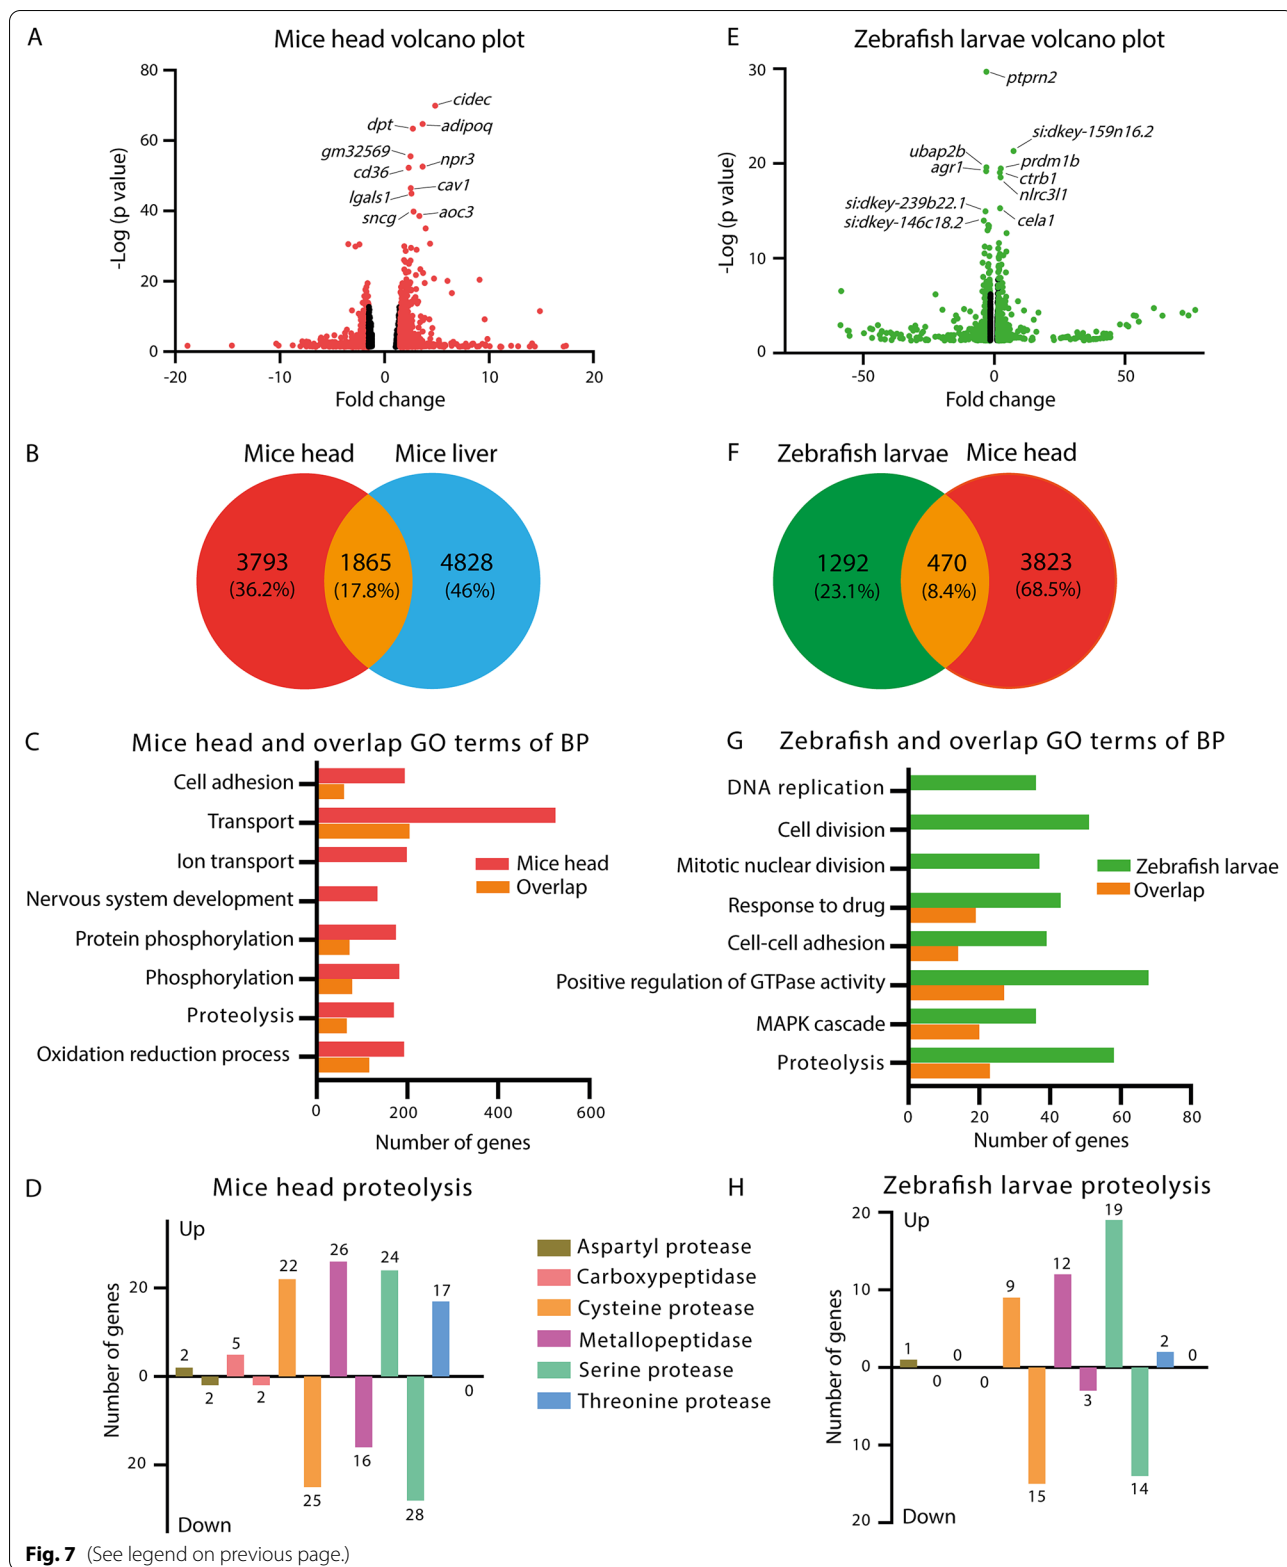 A
Mice head volcano plot
80
60
40
20
0
-Log (p value)
cidec
dpt
adipoq
gm32569
npr3
cd36
cav1
lgals1
sncg
aoc3
-20
-10
0
10
20
Fold change
E
Zebrafish larvae volcano plot
30
20
10
0
-Log (p value)
ptprn2
si:dkey-159n16.2
ubap2b
prdm1b
agr1
ctrb1
nlrc3l1
si:dkey-239b22.1
si:dkey-146c18.2
cela1
-50
0
50
Fold change
B
Mice head
Mice liver
3793
(36.2%)
1865
(17.8%)
4828
(46%)
F
Zebrafish larvae
Mice head
1292
(23.1%)
470
(8.4%)
3823
(68.5%)
C
Mice head and overlap GO terms of BP
Cell adhesion
Transport
Ion transport
Nervous system development
Protein phosphorylation
Phosphorylation
Proteolysis
Oxidation reduction process
Mice head
Overlap
0
200
400
600
Number of genes
G
Zebrafish and overlap GO terms of BP
DNA replication
Cell division
Mitotic nuclear division
Response to drug
Cell-cell adhesion
Positive regulation of GTPase activity
MAPK cascade
Proteolysis
Zebrafish larvae
Overlap
0
20
40
60
80
Number of genes
D
Mice head proteolysis
Up
Number of genes
20
0
20
2
2
5
2
22
25
26
16
24
28
17
0
Down
Aspartyl protease
Carboxypeptidase
Cysteine protease
Metallopeptidase
Serine protease
Threonine protease
H
Zebrafish larvae proteolysis
Up
Number of genes
20
10
0
10
20
1
0
0
0
9
15
12
3
19
14
2
0
Down
Fig. 7 (See legend on previous page.)